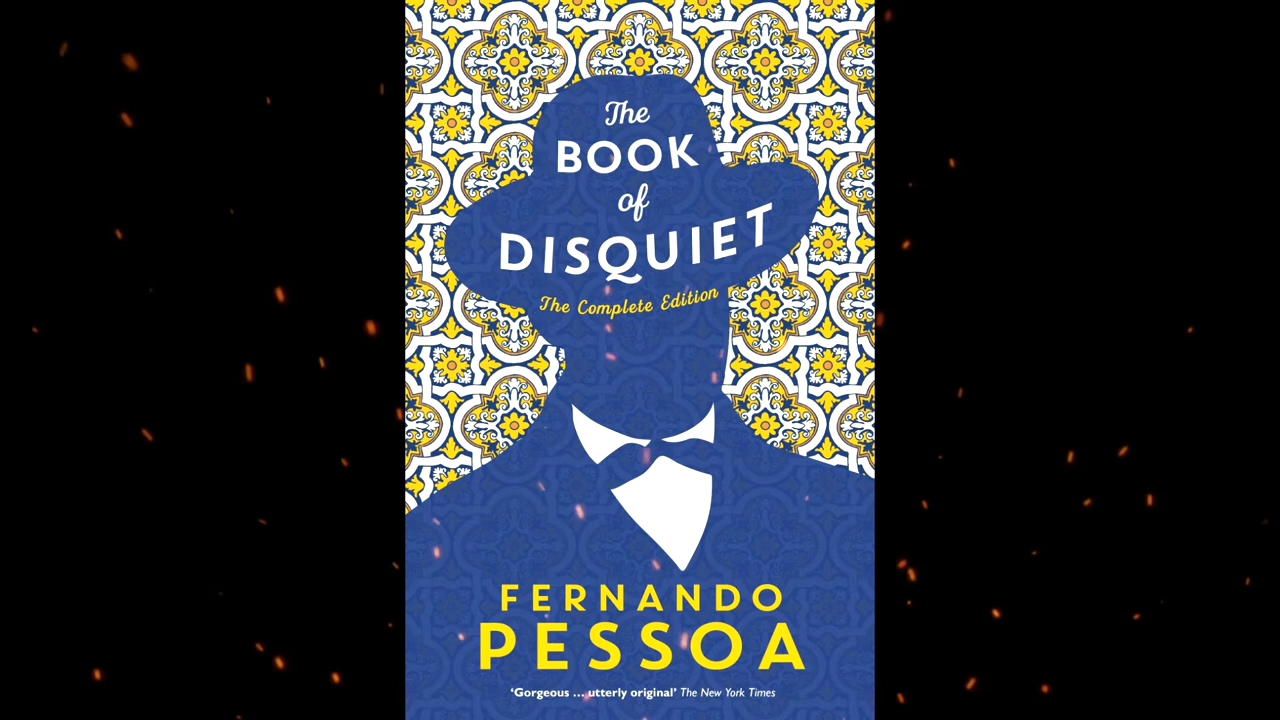 The
BOOK
of
DISQUIET
The Complete Edition
FERNANDO
PESSOA
‘Gorgeous ... utterly original’ The New York Times